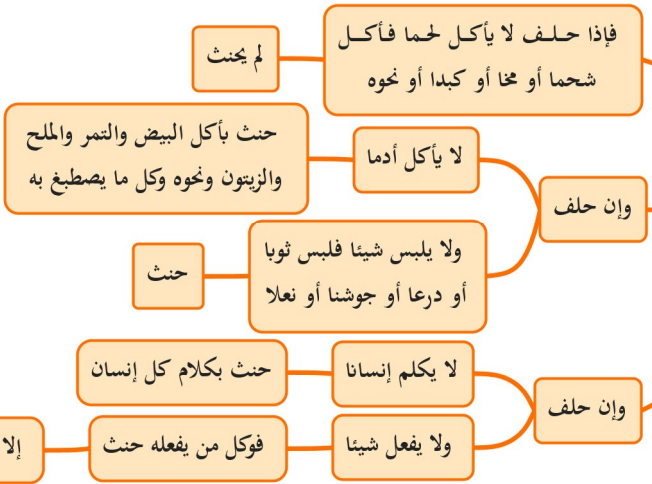 فإذا حلف لا يأكل لحما فأكل
شحما أو مخا أو كبدا أو نحوه
لم يحنث
وإن حلف
لا يأكل أدما
حنث بأكل البيض والتمر والملح
والزيتون ونحوه وكل ما يصطبغ به
ولا يلبس شيئا فلبس ثوبا
أو درعا أو جوشنا أو نعلا
حنث
وإن حلف
لا يكلم إنسانا
حنث بكلام كل إنسان
ولا يفعل شيئا
فوكل من يفعله حنث
إلا